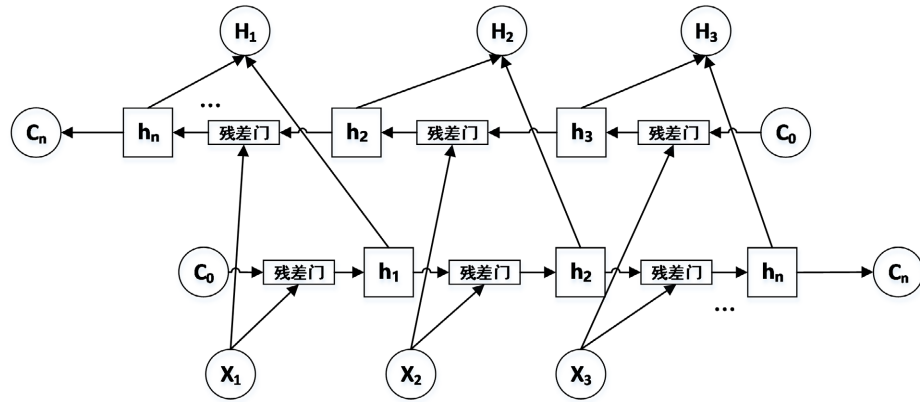 H₁ H₂ H₃
...
Cₙ hₙ 残差门 h₂ 残差门 h₃ 残差门 C₀
C₀ 残差门 h₁ 残差门 h₂ 残差门 hₙ Cₙ
...
X₁ X₂ X₃